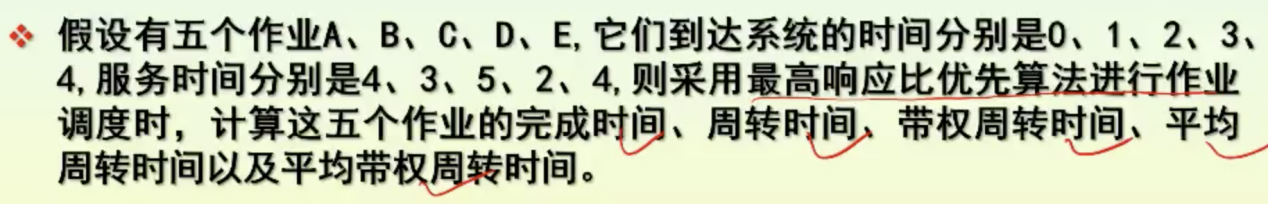 假设有五个作业A、B、C、D、E,它们到达系统的时间分别是0、1、2、3、
4,服务时间分别是4、3、5、2、4,则采用最高响应比优先算法进行作业
调度时，计算这五个作业的完成时间、周转时间、带权周转时间、平均
周转时间以及平均带权周转时间。